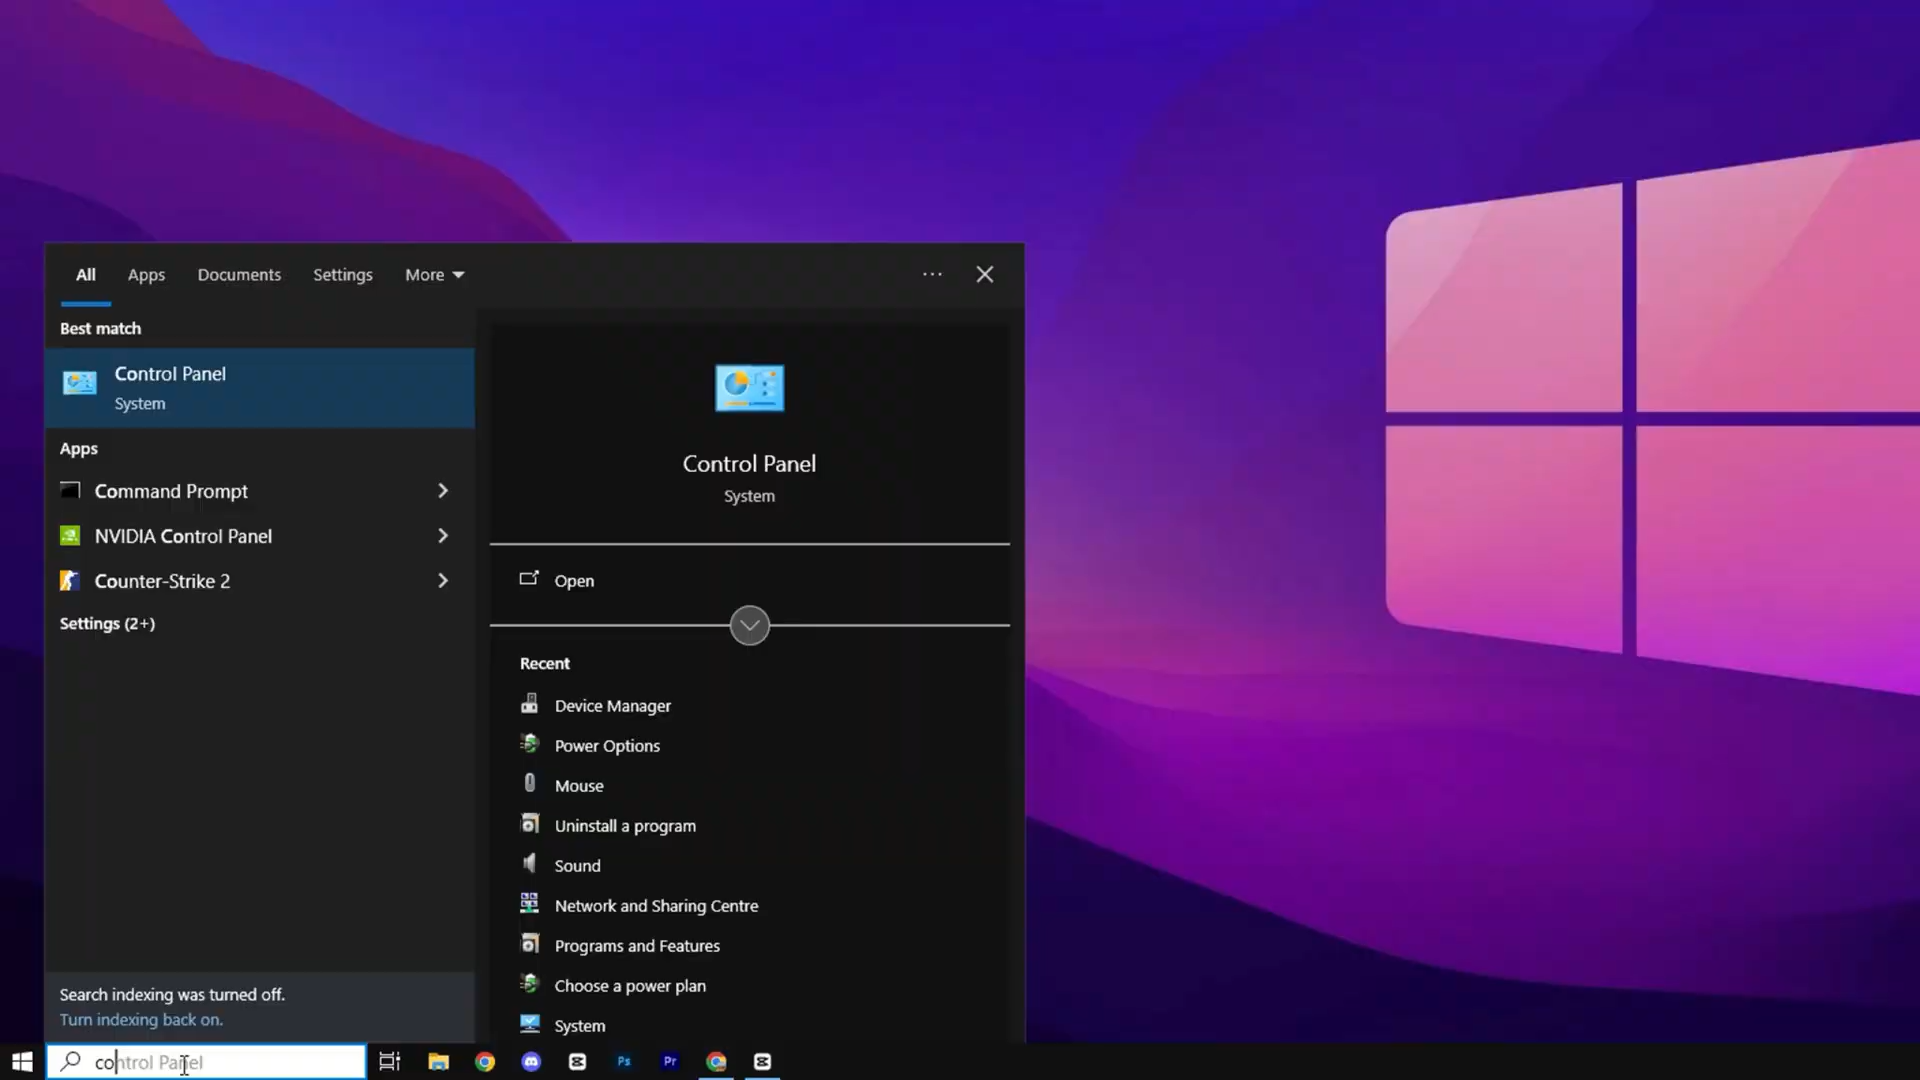 All Apps Documents Settings More
Best match
Control Panel
System
Apps
Command Prompt
NVIDIA Control Panel
Counter-Strike 2
Settings (2+)
Search indexing was turned off.
Turn indexing back on.
Control Panel
System
Open
Recent
Device Manager
Power Options
Mouse
Uninstall a program
Sound
Network and Sharing Centre
Programs and Features
Choose a power plan
System
control Panel
Ps Pr